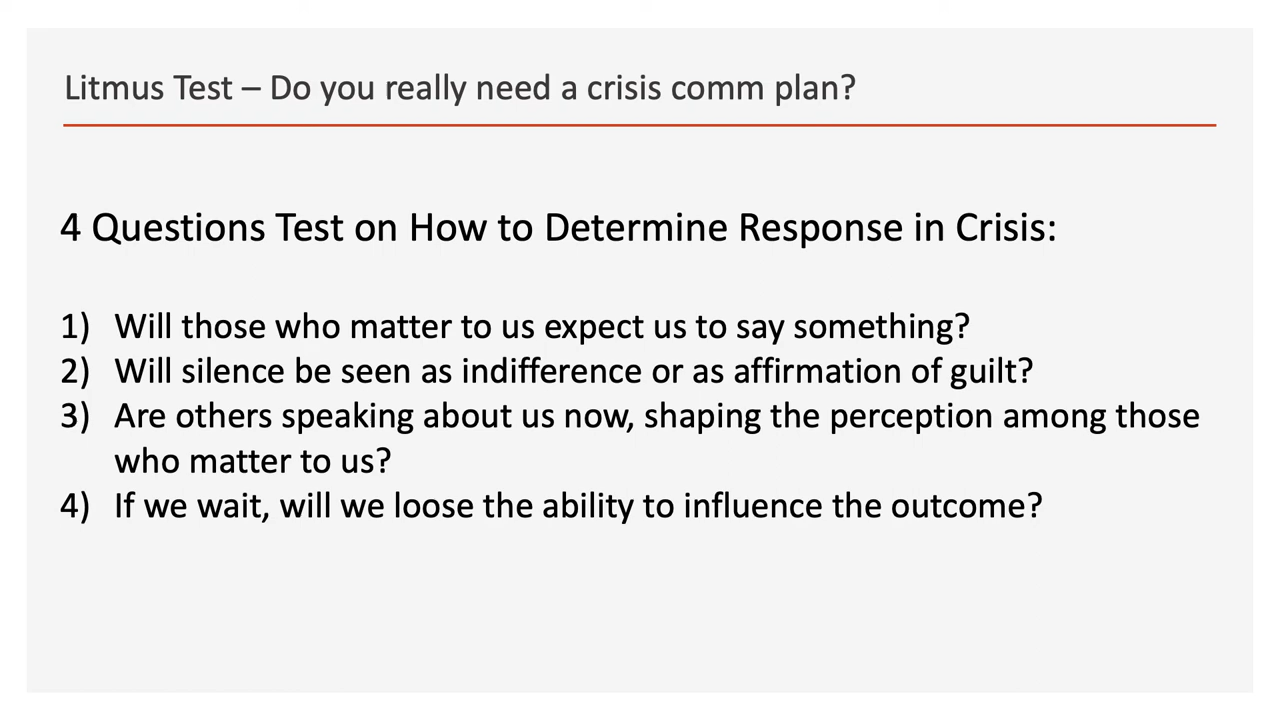 Litmus Test – Do you really need a crisis comm plan?
4 Questions Test on How to Determine Response in Crisis:
1) Will those who matter to us expect us to say something?
2) Will silence be seen as indifference or as affirmation of guilt?
3) Are others speaking about us now, shaping the perception among those
who matter to us?
4) If we wait, will we loose the ability to influence the outcome?